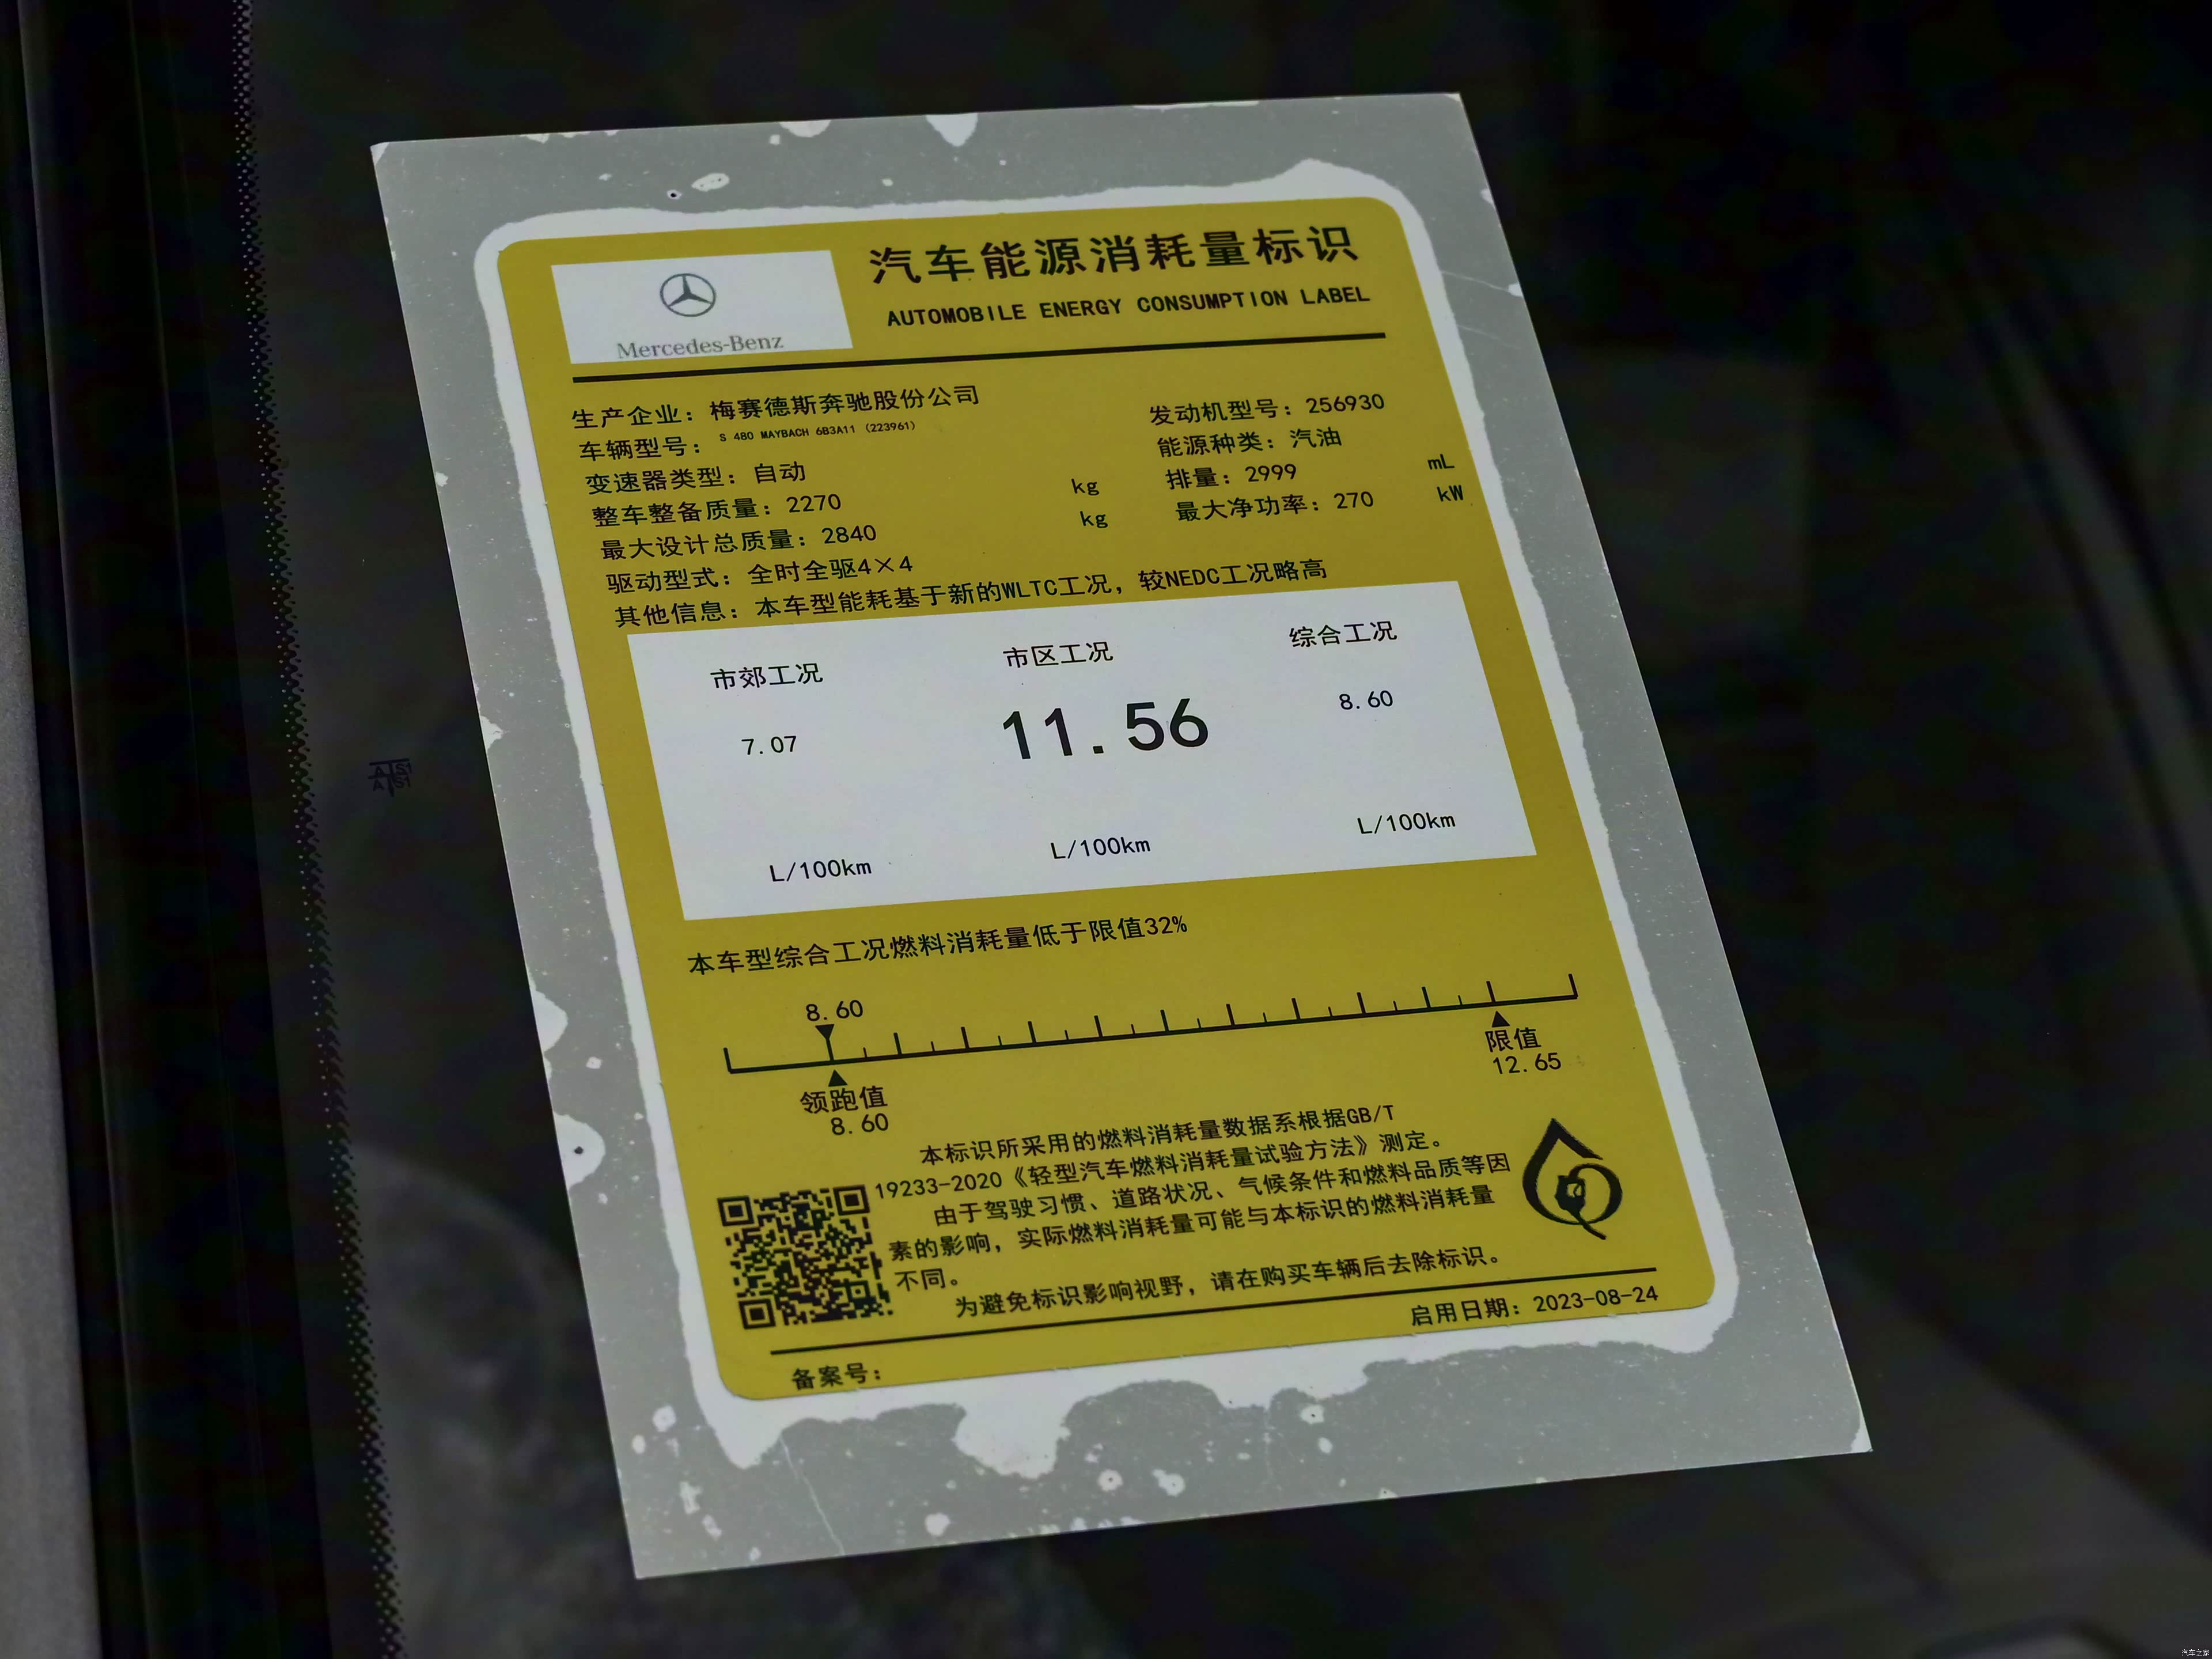 汽车能源消耗量标识
AUTOMOBILE ENERGY CONSUMPTION LABEL
Mercedes-Benz
生产企业：梅赛德斯奔驰股份公司
车辆型号：S 480 MAYBACH 6B3A11 (223961)
变速器类型：自动
整车整备质量：2270 kg
最大设计总质量：2840 kg
驱动型式：全时全驱4×4
其他信息：本车型能耗基于新的WLTC工况，较NEDC工况略高
发动机型号：256930
能源种类：汽油
排量：2999 mL
最大净功率：270 kW
市郊工况 市区工况 综合工况
7.07 11.56 8.60
L/100km L/100km L/100km
本车型综合工况燃料消耗量低于限值32%
8.60
领跑值
8.60
限值
12.65
本标识所采用的燃料消耗量数据系根据GB/T
19233-2020《轻型汽车燃料消耗量试验方法》测定。
由于驾驶习惯、道路状况、气候条件和燃料品质等因
素的影响，实际燃料消耗量可能与本标识的燃料消耗量
不同。
为避免标识影响视野，请在购买车辆后去除标识。
备案号：
启用日期：2023-08-24
汽车之家